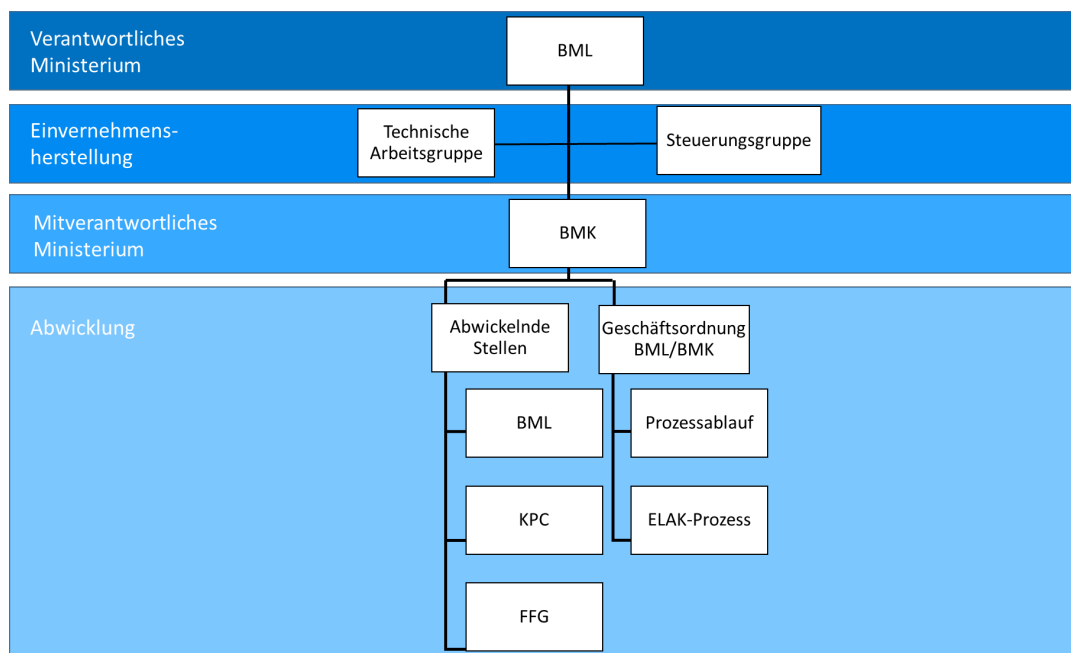 Verantwortliches
Ministerium
BML
Einvernehmens-
herstellung
Technische
Arbeitsgruppe
Steuerungsgruppe
Mitverantwortliches
Ministerium
BMK
Abwicklung
Abwickelnde
Stellen
Geschäftsordnung
BML/BMK
BML
Prozessablauf
KPC
ELAK-Prozess
FFG